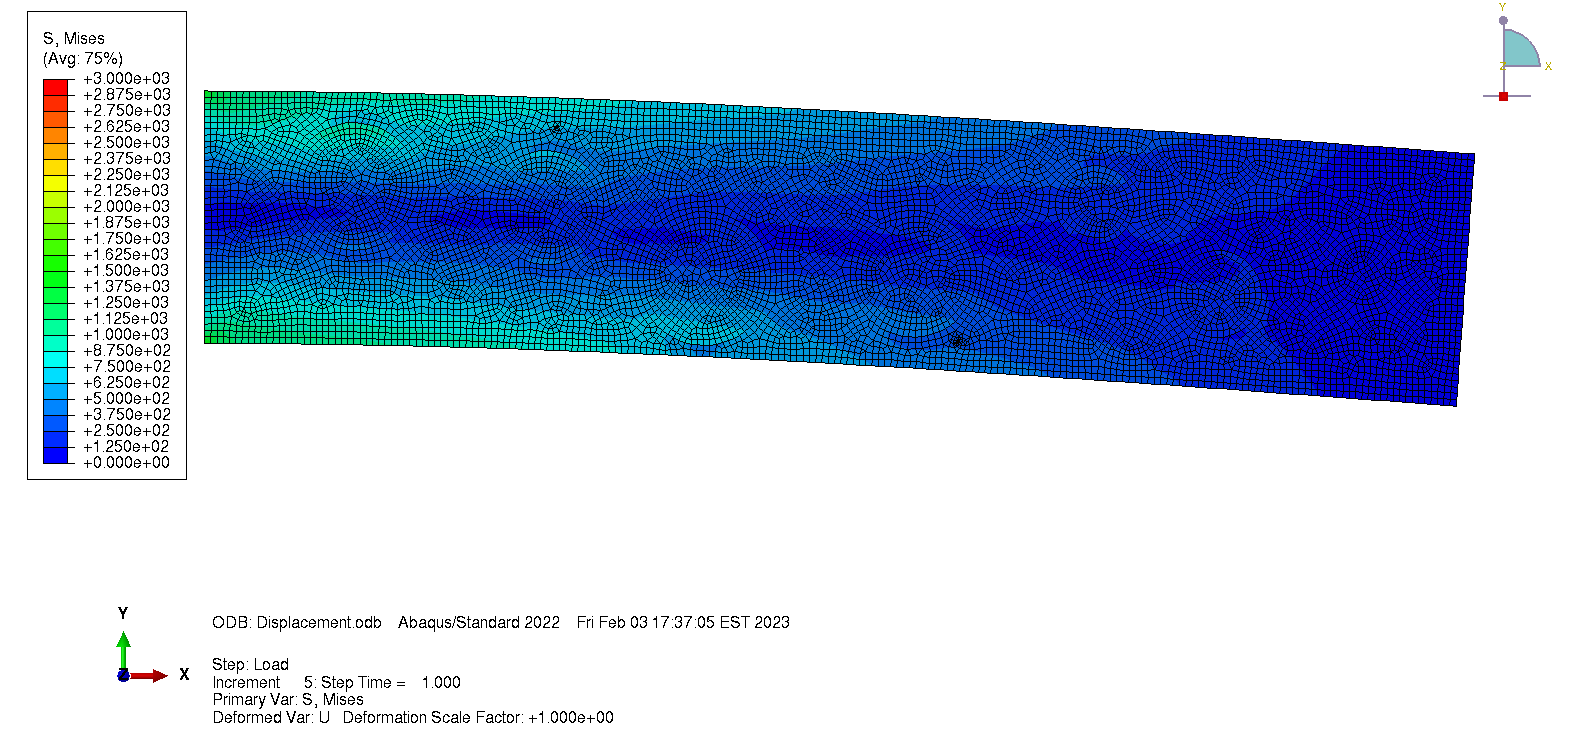 S, Mises
(Avg: 75%)
+3.000e+03
+2.875e+03
+2.750e+03
+2.625e+03
+2.500e+03
+2.375e+03
+2.250e+03
+2.125e+03
+2.000e+03
+1.875e+03
+1.750e+03
+1.625e+03
+1.500e+03
+1.375e+03
+1.250e+03
+1.125e+03
+1.000e+03
+8.750e+02
+7.500e+02
+6.250e+02
+5.000e+02
+3.750e+02
+2.500e+02
+1.250e+02
+0.000e+00
Y
Z
X
Y
Z
X
ODB: Displacement.odb Abaqus/Standard 2022 Fri Feb 03 17:37:05 EST 2023
Step: Load
Increment 5: Step Time = 1.000
Primary Var: S, Mises
Deformed Var: U Deformation Scale Factor: +1.000e+00